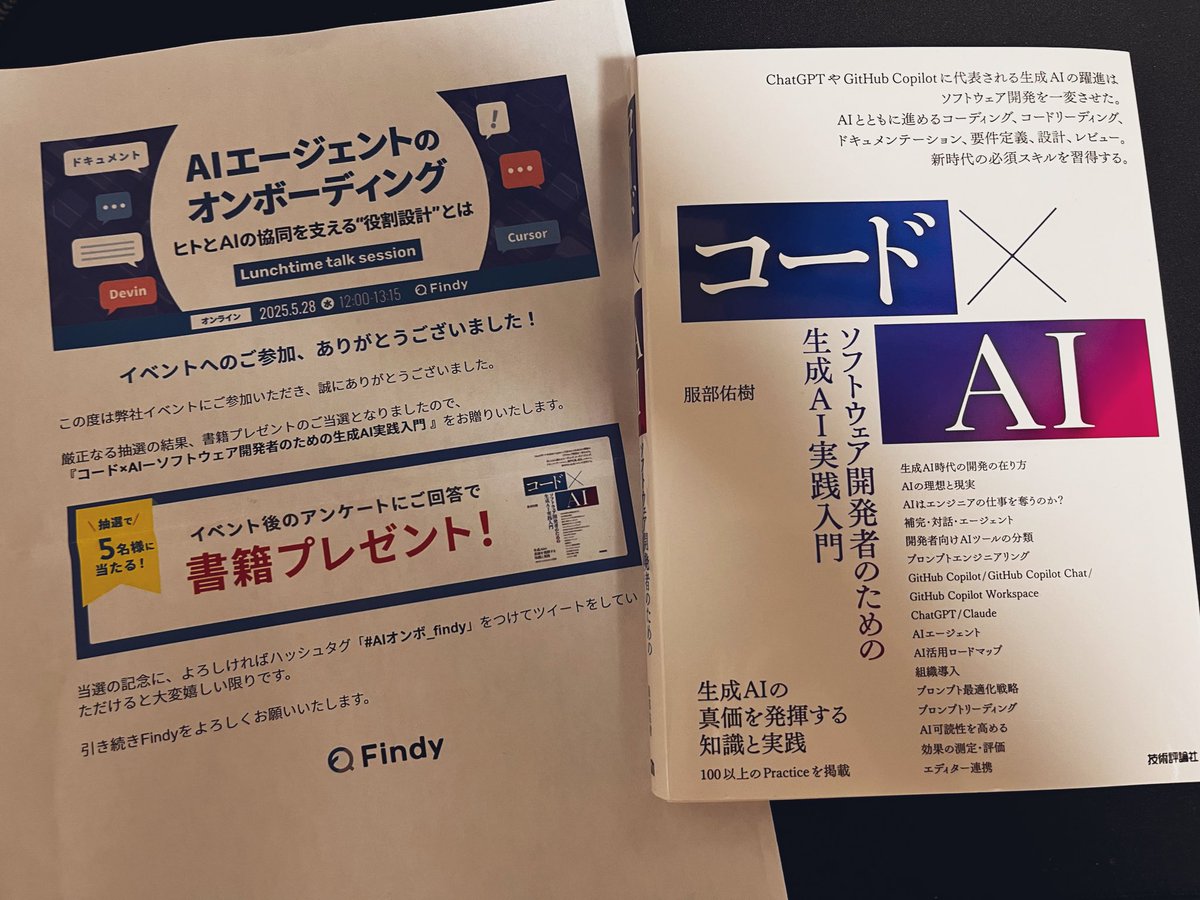 ドキュメント
AIエージェントの
オンボーディング
ヒトとAIの協同を支える"役割設計"とは
Lunchtime talk session
Devin
Cursor
オンライン 2025.5.28 水 12:00-13:15 Findy
イベントへのご参加、ありがとうございました!
この度は弊社イベントにご参加いただき、誠にありがとうございました。
厳正なる抽選の結果、書籍プレゼントのご当選となりましたので、
『コード×AIーソフトウェア開発者のための生成AI実践入門 』をお贈りいたします。
抽選で
5名様に
当たる!
イベント後のアンケートにご回答で
書籍プレゼント!
コード
AI
当選の記念に、よろしければハッシュタグ「#AIオンボ_findy」をつけてツイートをしてい
ただけると大変嬉しい限りです。
引き続きFindyをよろしくお願いいたします。
Findy
ChatGPTやGitHub Copilotに代表される生成AIの躍進は
ソフトウェア開発を一変させた。
AIとともに進めるコーディング、コードリーディング、
ドキュメンテーション、要件定義、設計、レビュー。
新時代の必須スキルを習得する。
コード×
AI
ソフトウェア開発者のための
生成AI実践入門
服部佑樹
生成AI時代の開発の在り方
AIの理想と現実
AIはエンジニアの仕事を奪うのか?
補完・対話・エージェント
開発者向けAIツールの分類
プロンプトエンジニアリング
GitHub Copilot/GitHub Copilot Chat/
GitHub Copilot Workspace
ChatGPT/Claude
AIエージェント
AI活用ロードマップ
組織導入
プロンプト最適化戦略
プロンプトリーディング
AI可読性を高める
効果の測定・評価
エディター連携
生成AIの
真価を発揮する
知識と実践
100以上のPracticeを掲載
技術評論社